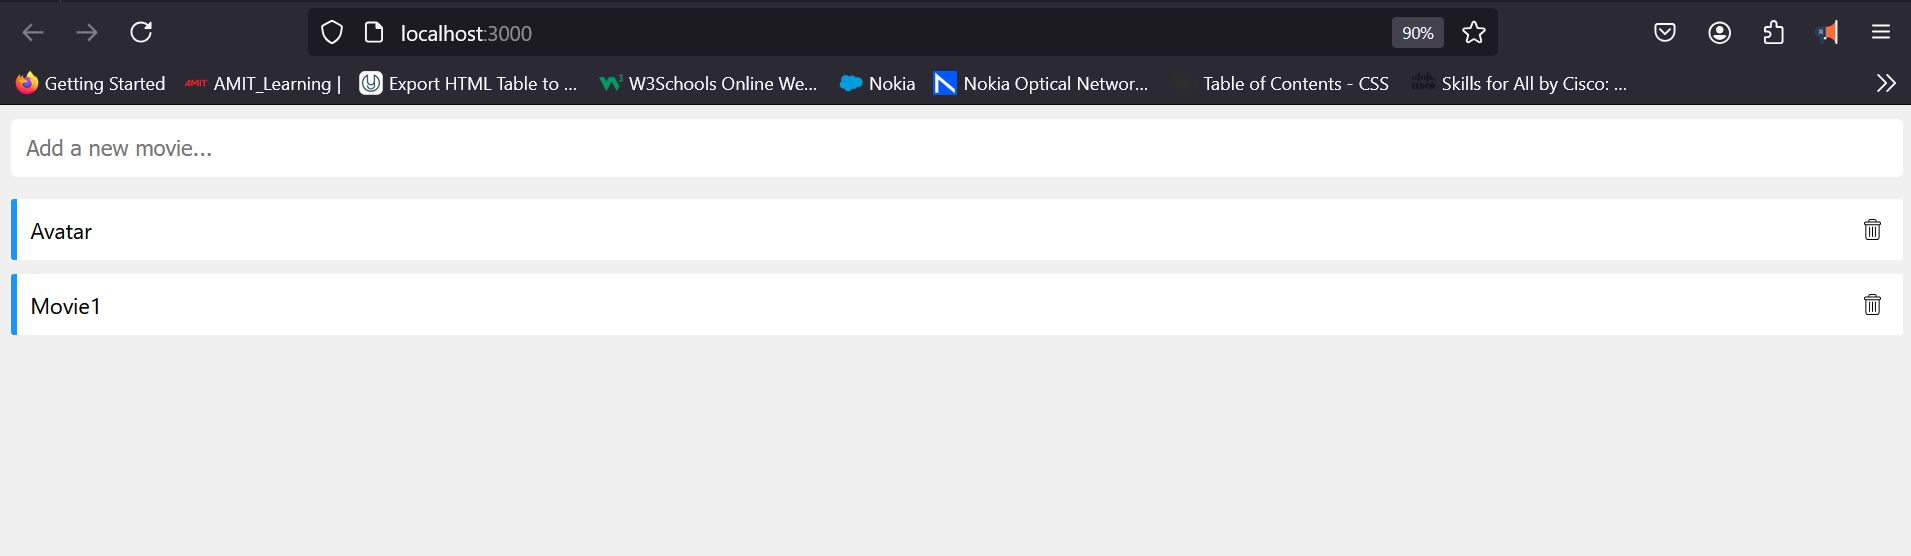 localhost:3000
90%
Getting Started AMIT AMIT_Learning | Export HTML Table to ... W3Schools Online We... Nokia Nokia Optical Networ... Table of Contents - CSS Skills for All by Cisco: ...
Add a new movie...
Avatar
Movie1